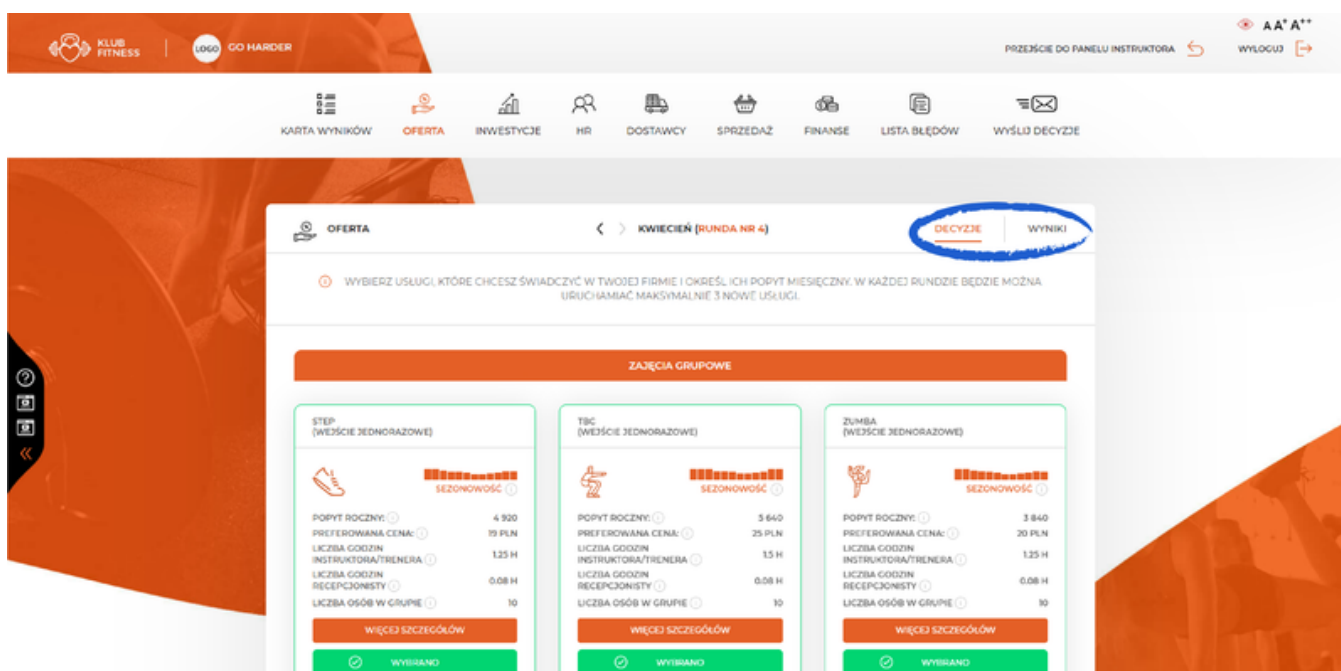 KLUB
FITNESS
LOGO
GO HARDER
A A+ A++
PRZEJŚCIE DO PANELU INSTRUKTORA
WYLOGUJ
KARTA WYNIKÓW
OFERTA
INWESTYCJE
HR
DOSTAWCY
SPRZEDAŻ
FINANSE
LISTA BŁĘDÓW
WYŚLIJ DECYZJE
OFERTA
KWIECIEŃ (RUNDA NR 4)
DECYZJE
WYNIKI
WYBIERZ USŁUGI, KTÓRE CHCESZ ŚWIADCZYĆ W TWOJEJ FIRMIE I OKREŚL ICH POPYT MIESIĘCZNY. W KAŻDEJ RUNDZIE BĘDZIE MOŻNA
URUCHAMIAĆ MAKSYMALNIE 3 NOWE USŁUGI.
ZAJĘCIA GRUPOWE
STEP
(WEJŚCIE JEDNORAZOWE)
SEZONOWOŚĆ
POPYT ROCZNY: 4 920
PREFEROWANA CENA: 19 PLN
LICZBA GODZIN
INSTRUKTORA/TRENERA 1.25 H
LICZBA GODZIN
RECEPCJONISTY 0.08 H
LICZBA OSÓB W GRUPIE 10
WIĘCEJ SZCZEGÓŁÓW
WYBRANO
TBC
(WEJŚCIE JEDNORAZOWE)
SEZONOWOŚĆ
POPYT ROCZNY: 5 640
PREFEROWANA CENA: 25 PLN
LICZBA GODZIN
INSTRUKTORA/TRENERA 1.5 H
LICZBA GODZIN
RECEPCJONISTY 0.08 H
LICZBA OSÓB W GRUPIE 10
WIĘCEJ SZCZEGÓŁÓW
WYBRANO
ZUMBA
(WEJŚCIE JEDNORAZOWE)
SEZONOWOŚĆ
POPYT ROCZNY: 3 840
PREFEROWANA CENA: 20 PLN
LICZBA GODZIN
INSTRUKTORA/TRENERA 1.25 H
LICZBA GODZIN
RECEPCJONISTY 0.08 H
LICZBA OSÓB W GRUPIE 10
WIĘCEJ SZCZEGÓŁÓW
WYBRANO